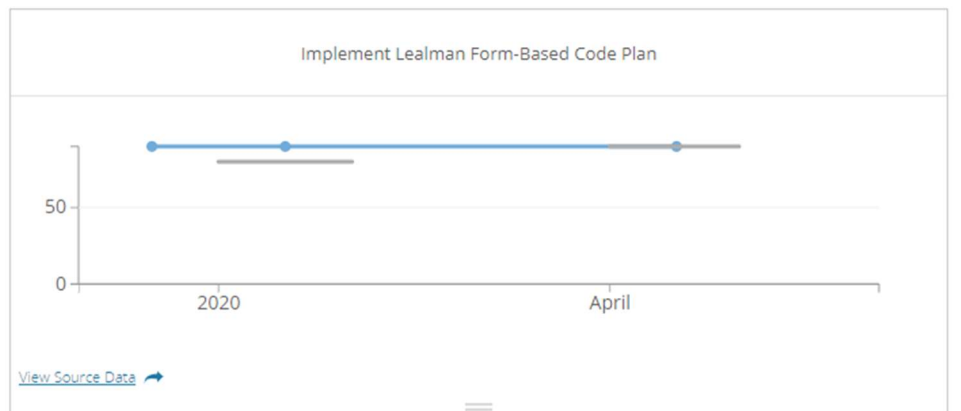 Implement Lealman Form-Based Code Plan
50
0
2020 April
View Source Data